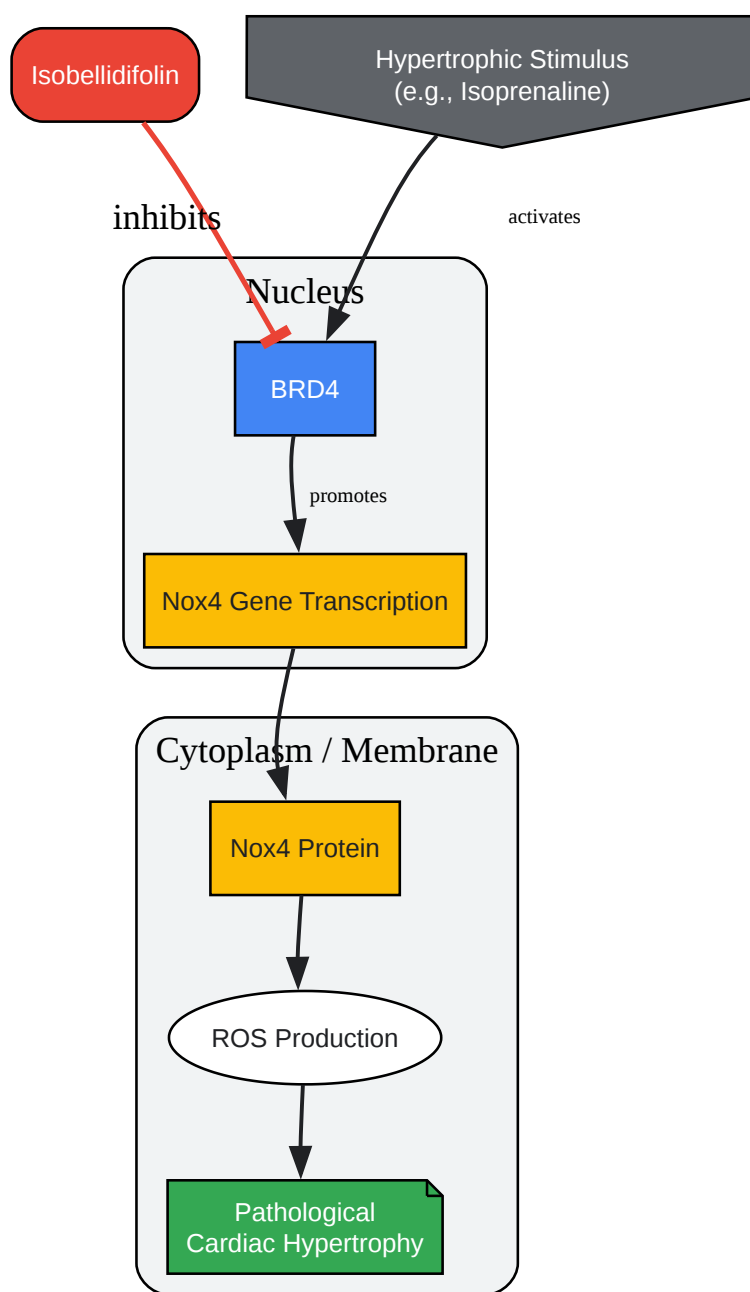 Isobellidifolin
Hypertrophic Stimulus
(e.g., Isoprenaline)
inhibits
activates
Nucleus
BRD4
promotes
Nox4 Gene Transcription
Cytoplasm / Membrane
Nox4 Protein
ROS Production
Pathological
Cardiac Hypertrophy